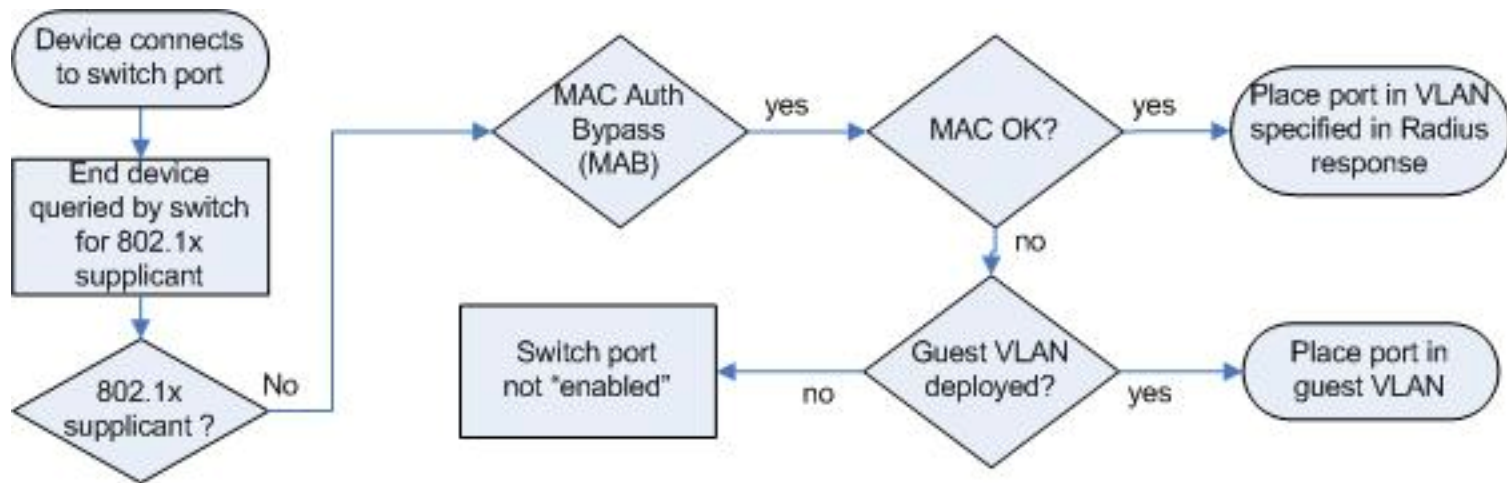 Device connects
to switch port
End device
queried by switch
for 802.1x
supplicant
802.1x
supplicant ?
No
MAC Auth
Bypass
(MAB)
yes
MAC OK?
yes
Place port in VLAN
specified in Radius
response
no
Guest VLAN
deployed?
no
Switch port
not “enabled”
yes
Place port in
guest VLAN